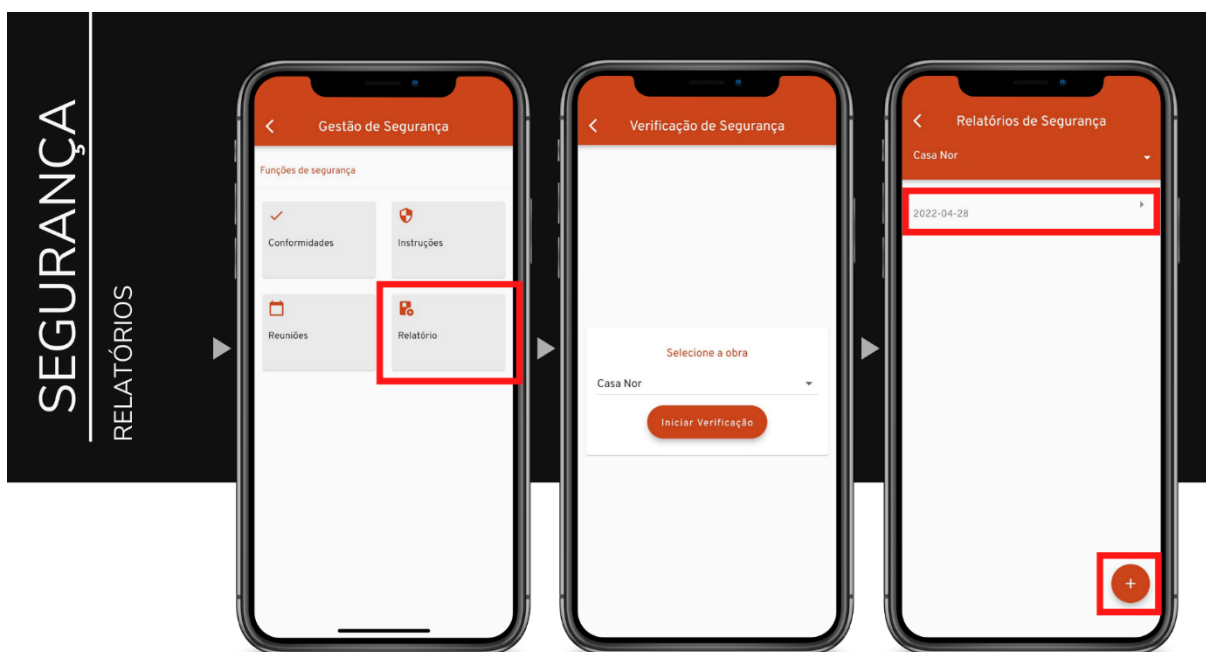 SEGURANÇA
RELATÓRIOS
Gestão de Segurança
Funções de segurança
Conformidades
Instruções
Reuniões
Relatório
Verificação de Segurança
Selecione a obra
Casa Nor
Iniciar Verificação
Relatórios de Segurança
Casa Nor
2022-04-28
+